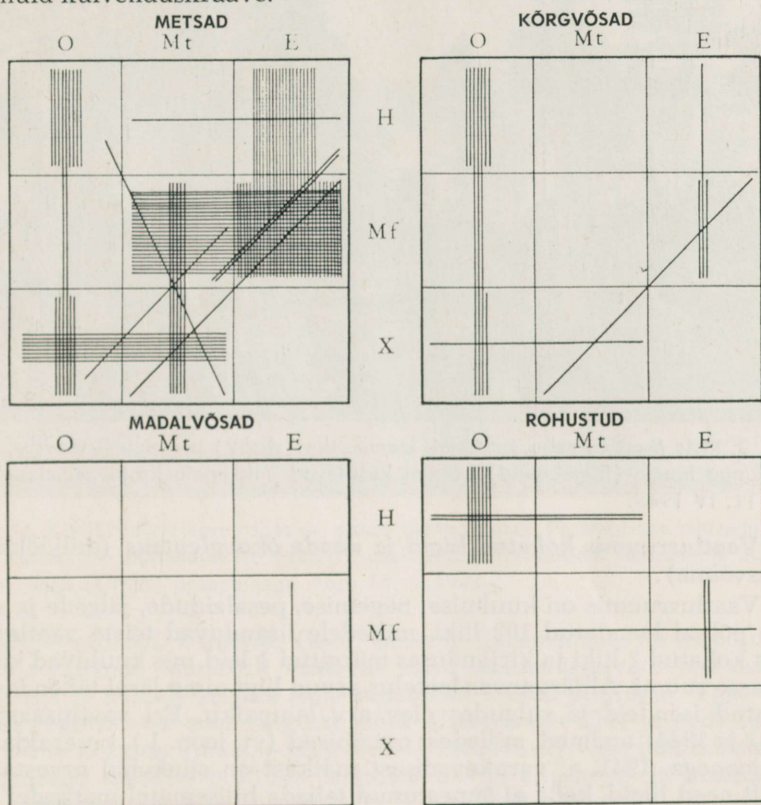 METSAD
KÕRGVÕSAD
O Mt E
O Mt E
H
Mf
X
MADALVÕSAD
ROHUSTUD
O Mt E
O Mt E
H
Mf
X